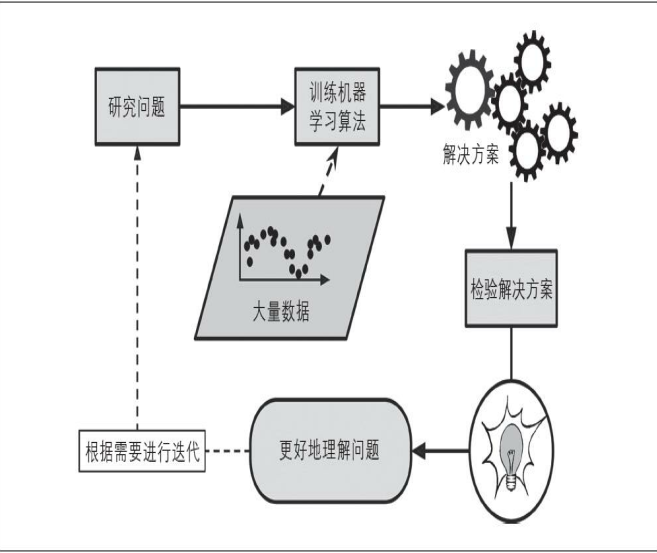 研究问题
训练机器
学习算法
解决方案
大量数据
检验解决方案
更好地理解问题
根据需要进行迭代